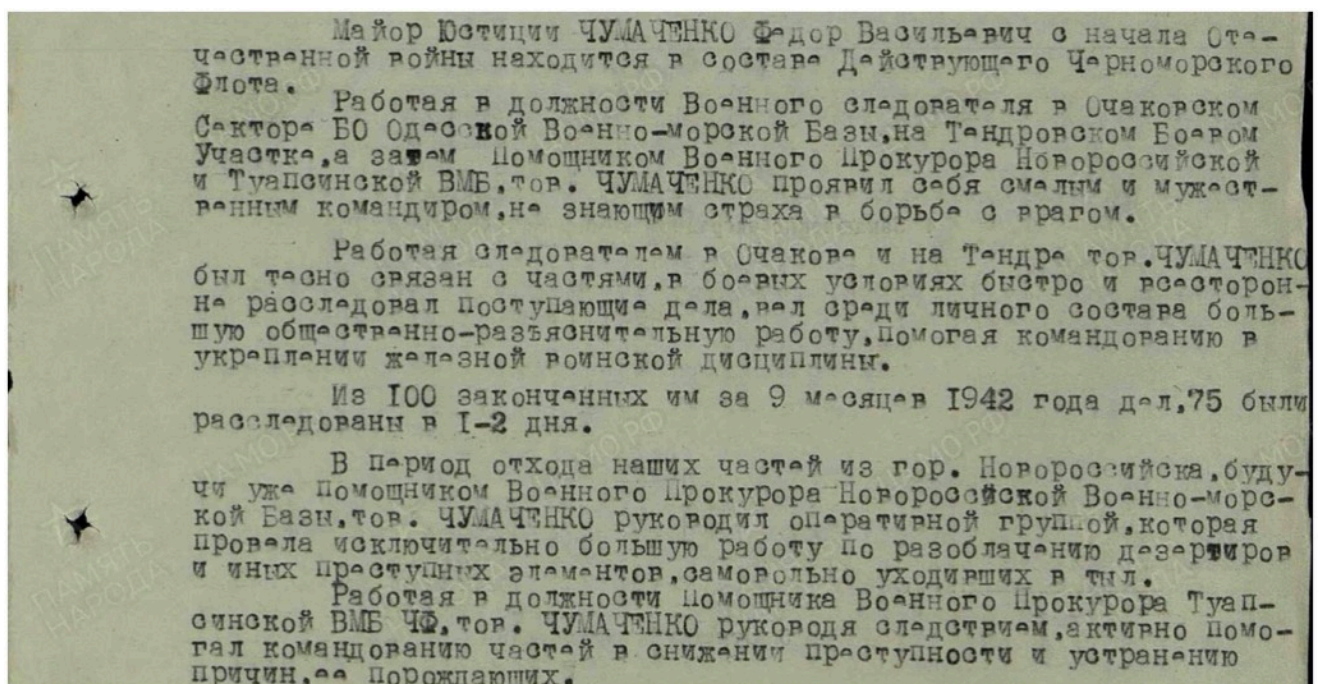 Майор Юстиции ЧУМАЧЕНКО Федор Васильевич с начала Оте-
чественной войны находится в составе Действующего Черноморского
Флота.
Работая в должности Военного следователя в Очаковском
Секторе БО Одесской Военно-морской Базы,на Тендровском Боевом
Участке,а затем Помощником Военного Прокурора Новороссийской
и Туапсинской ВМБ,тов. ЧУМАЧЕНКО проявил себя смелым и мужест-
венным командиром,не знающим страха в борьбе с врагом.
Работая следователем в Очакове и на Тендре тов.ЧУМАЧЕНКО
был тесно связан с частями,в боевых условиях быстро и всесторон-
не расследовал поступающие дела,вел среди личного состава боль-
шую общественно-разъяснительную работу,помогая командованию в
укреплении железной воинской дисциплины.
Из I00 законченных им за 9 месяцев I942 года дел,75 были
расследованы в I-2 дня.
В период отхода наших частей из гор. Новороссийска,буду-
чи уже Помощником Военного Прокурора Новороссйской Военно-морс-
кой Базы,тов. ЧУМАЧЕНКО руководил оперативной группой,которая
провела исключительно большую работу по разоблачению дезертиров
и иных преступных элементов,самовольно уходивших в тыл.
Работая в должности Помощника Военного Прокурора Туап-
синской ВМБ ЧФ,тов. ЧУМАЧЕНКО руководя следствием,активно помо-
гал командованию частей в снижении преступности и устранению
причин,ее порождающих.
ПАМЯТЬ
НАРОДА
ПАМЯТЬ
НАРОДА